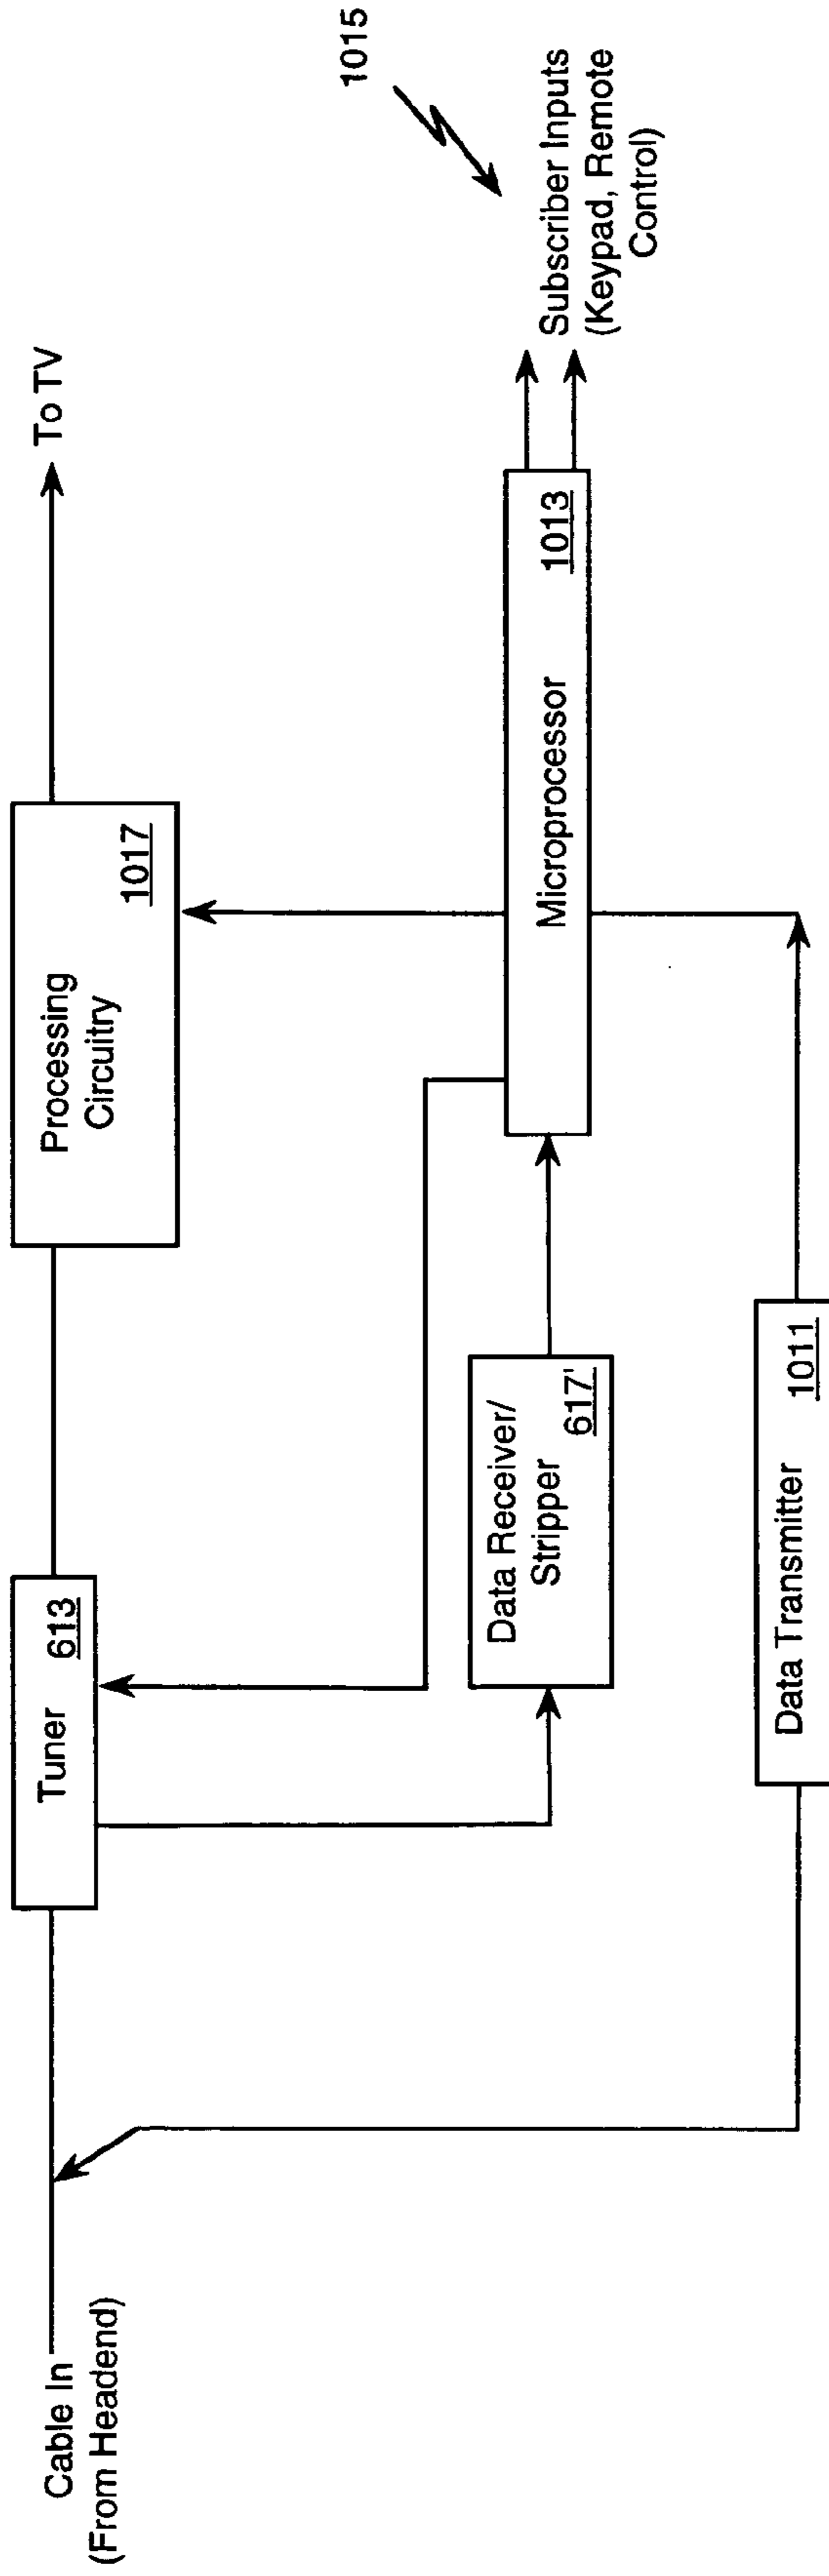 1015
To TV
Processing
Circuitry
1017
Tuner 613
Cable In
(From Headend)
Subscriber Inputs
(Keypad, Remote
Control)
Microprocessor 1013
Data Receiver/
Stripper
617'
Data Transmitter 1011